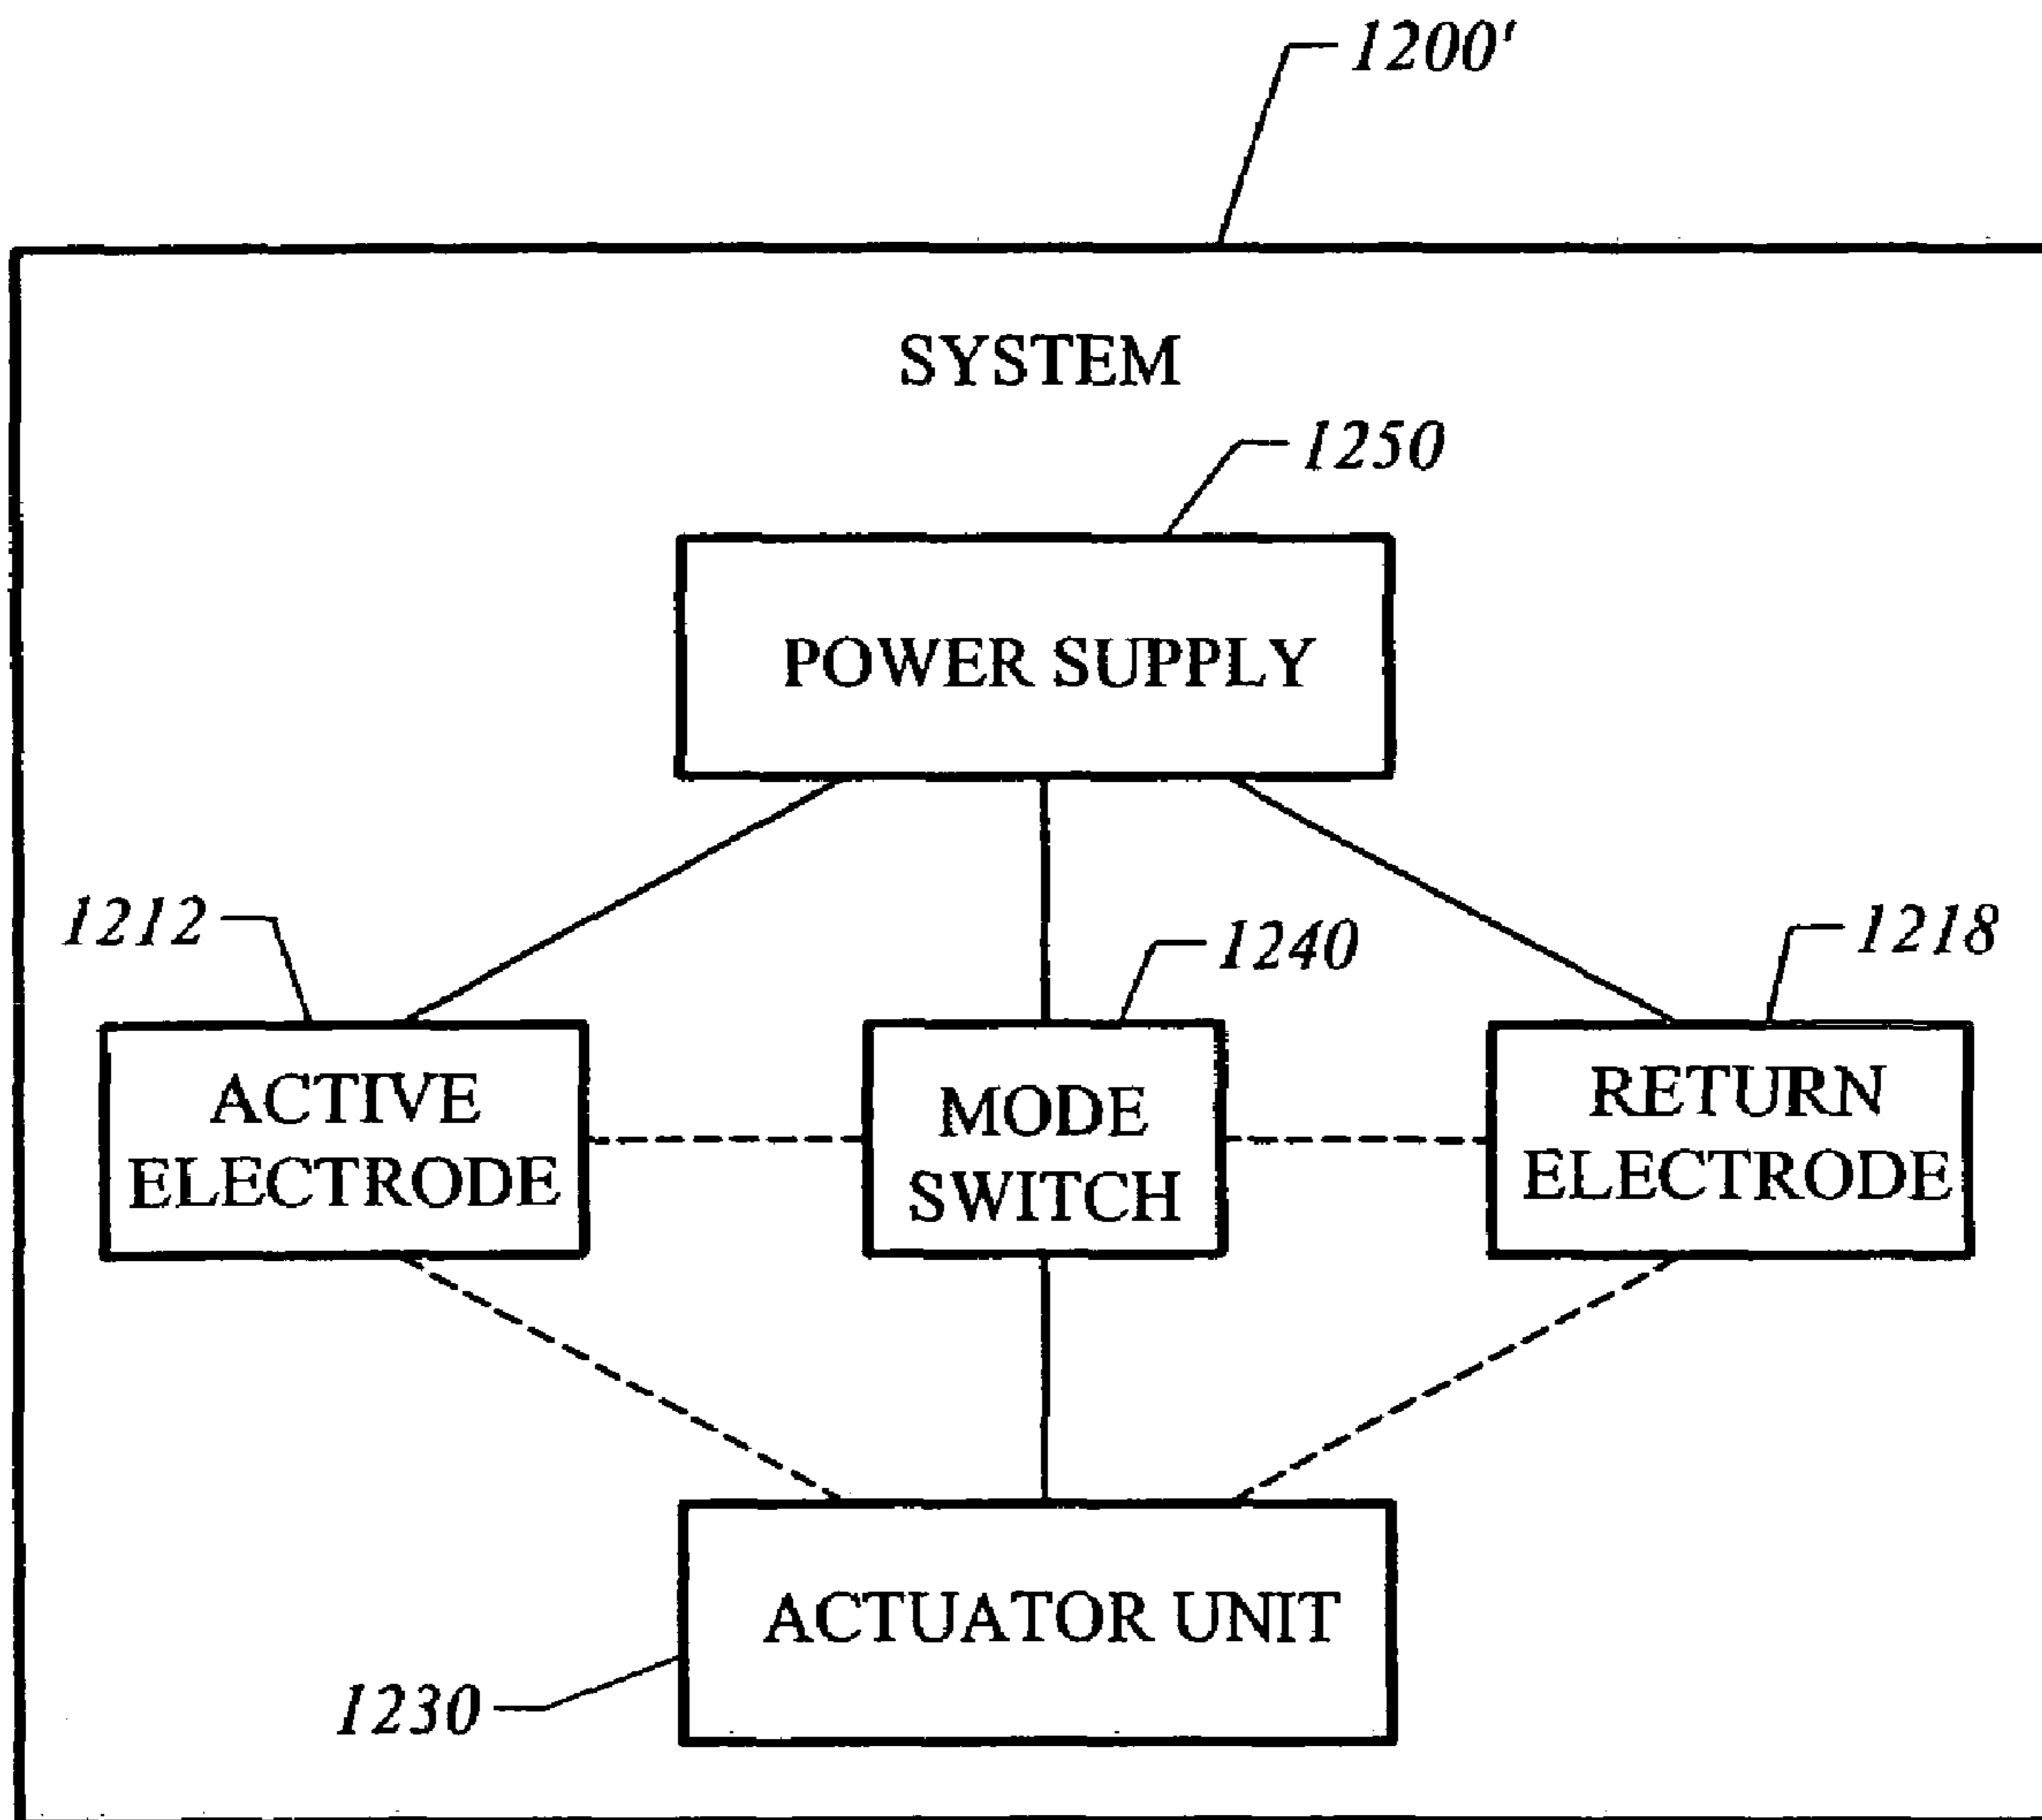 1200'
SYSTEM
1250
POWER SUPPLY
1212
1240
1218
ACTIVE
ELECTRODE
MODE
SWITCH
RETURN
ELECTRODE
ACTUATOR UNIT
1230